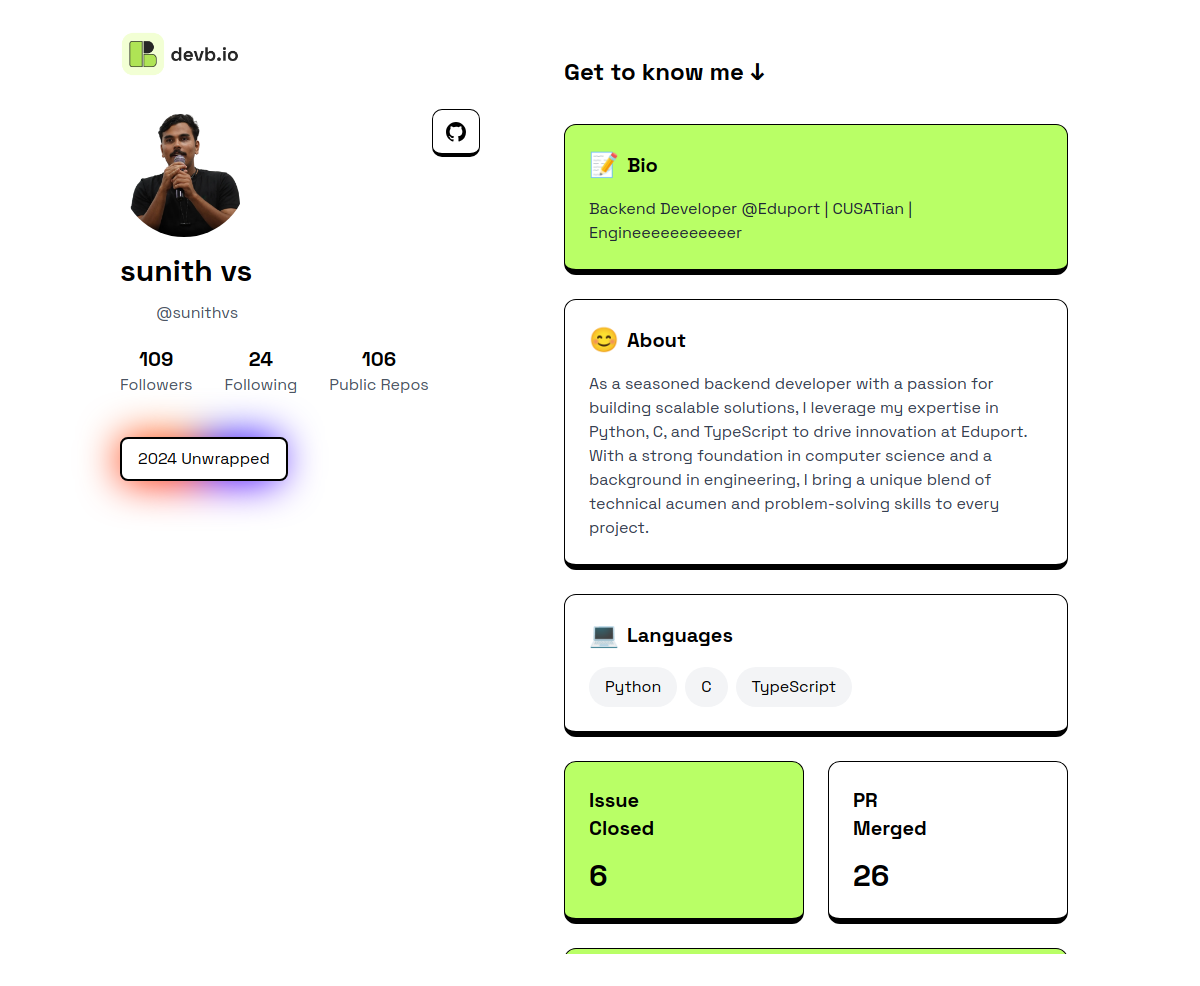 devb.io
sunith vs
@sunithvs
109
Followers
24
Following
106
Public Repos
2024 Unwrapped
Get to know me ↓
Bio
Backend Developer @Eduport | CUSATian |
Engineeeeeeeeeeer
About
As a seasoned backend developer with a passion for
building scalable solutions, I leverage my expertise in
Python, C, and TypeScript to drive innovation at Eduport.
With a strong foundation in computer science and a
background in engineering, I bring a unique blend of
technical acumen and problem-solving skills to every
project.
Languages
Python
C
TypeScript
Issue
Closed
6
PR
Merged
26